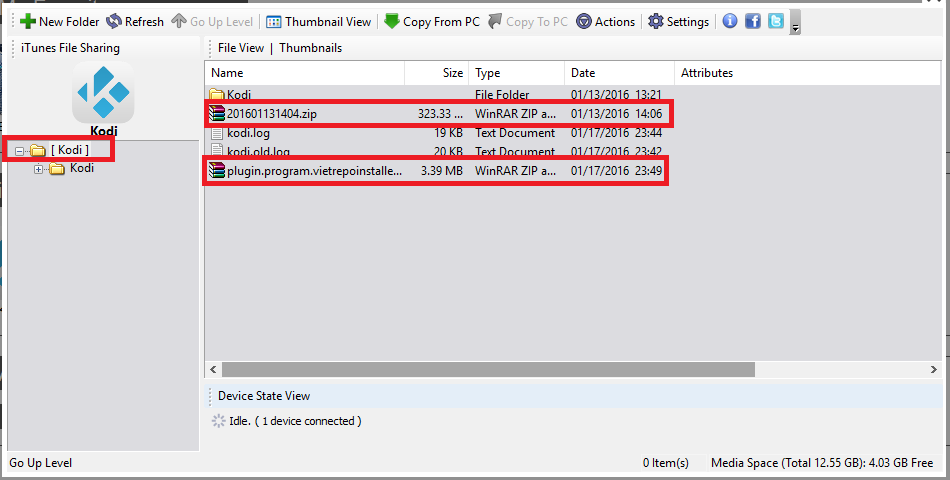 New Folder Refresh Go Up Level Thumbnail View Copy From PC Copy To PC Actions Settings
iTunes File Sharing
File View | Thumbnails
Kodi
[ Kodi ]
Kodi
Name Size Type Date Attributes
Kodi File Folder 01/13/2016 13:21
201601131404.zip 323.33 ... WinRAR ZIP a... 01/13/2016 14:06
kodi.log 19 KB Text Document 01/17/2016 23:44
kodi.old.log 20 KB Text Document 01/17/2016 23:42
plugin.program.vietrepoinstalle... 3.39 MB WinRAR ZIP a... 01/17/2016 23:49
Device State View
Idle. ( 1 device connected )
Go Up Level 0 Item(s) Media Space (Total 12.55 GB): 4.03 GB Free